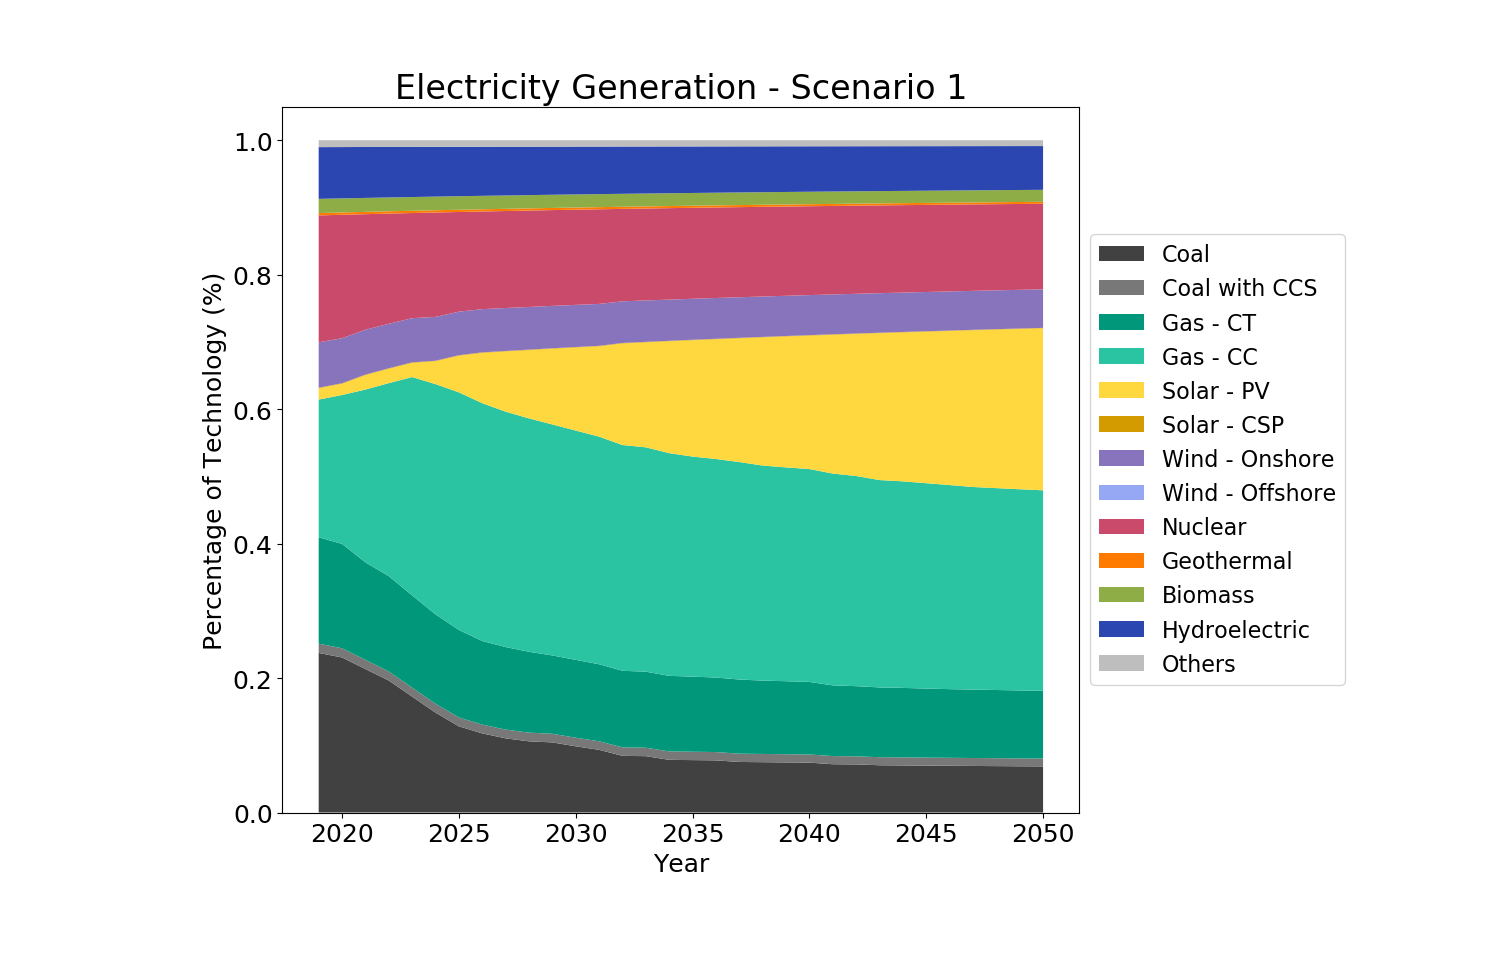 Electricity Generation - Scenario 1
Percentage of Technology (%)
1.0
0.8
0.6
0.4
0.2
0.0
2020 2025 2030 2035 2040 2045 2050
Year
Coal
Coal with CCS
Gas - CT
Gas - CC
Solar - PV
Solar - CSP
Wind - Onshore
Wind - Offshore
Nuclear
Geothermal
Biomass
Hydroelectric
Others